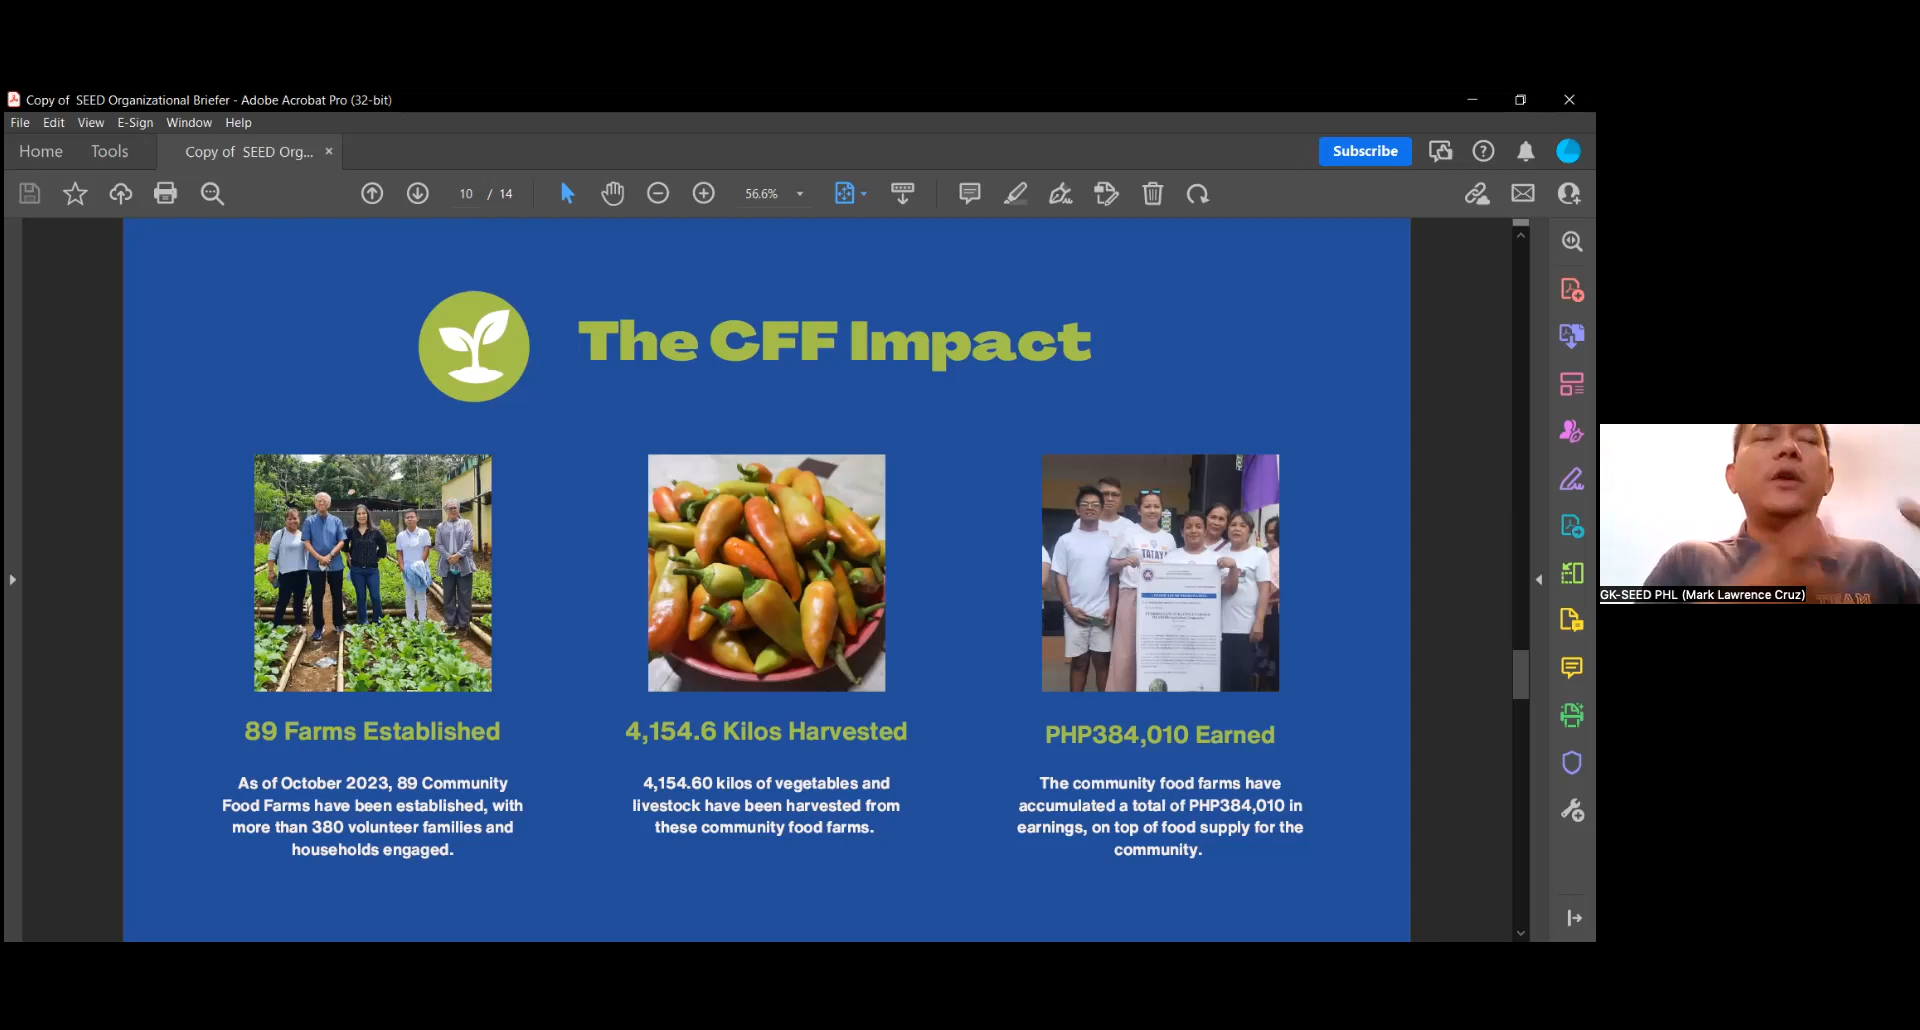 Copy of SEED Organizational Briefer - Adobe Acrobat Pro (32-bit)
File Edit View E-Sign Window Help
Home Tools Copy of SEED Org... ×
Subscribe
10 / 14 56.6%
The CFF Impact
TATAY
89 Farms Established
As of October 2023, 89 Community
Food Farms have been established, with
more than 380 volunteer families and
households engaged.
4,154.6 Kilos Harvested
4,154.60 kilos of vegetables and
livestock have been harvested from
these community food farms.
PHP384,010 Earned
The community food farms have
accumulated a total of PHP384,010 in
earnings, on top of food supply for the
community.
TEAM
GK-SEED PHL (Mark Lawrence Cruz)